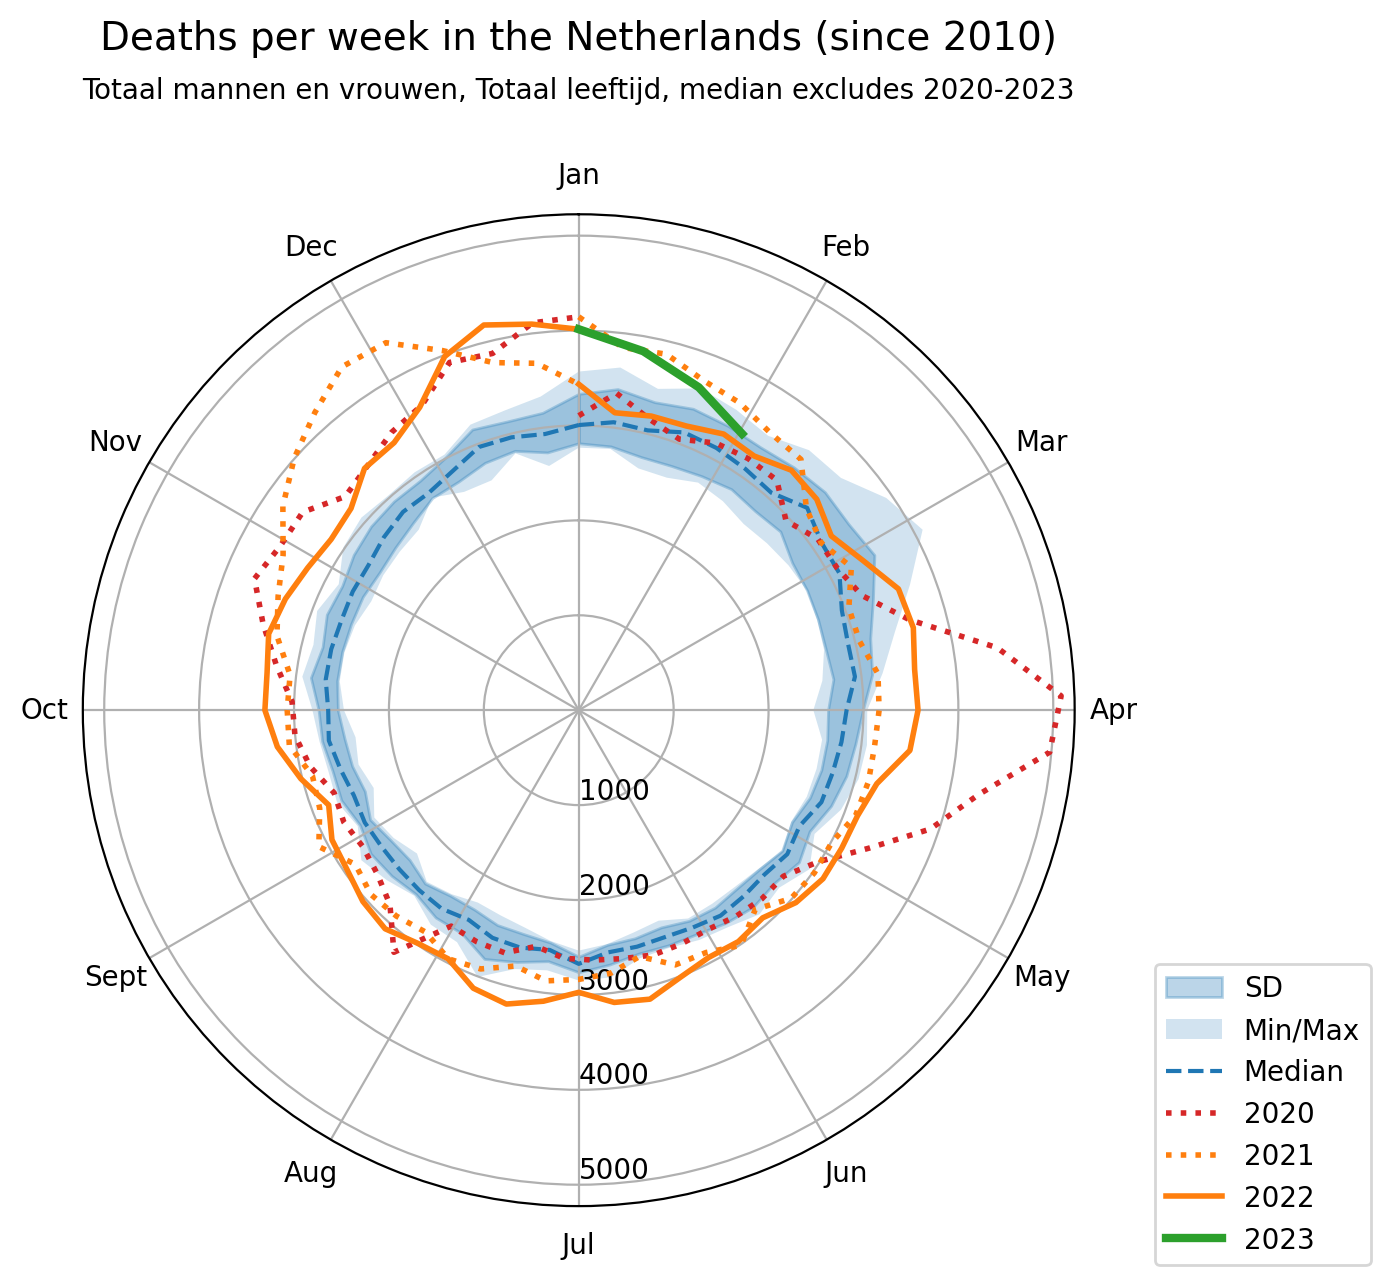 Deaths per week in the Netherlands (since 2010)
Totaal mannen en vrouwen, Totaal leeftijd, median excludes 2020-2023
Jan
Dec
Feb
Nov
Mar
Oct
Apr
1000
2000
Sept
3000
May
4000
Aug
5000
Jun
Jul
SD
Min/Max
Median
2020
2021
2022
2023